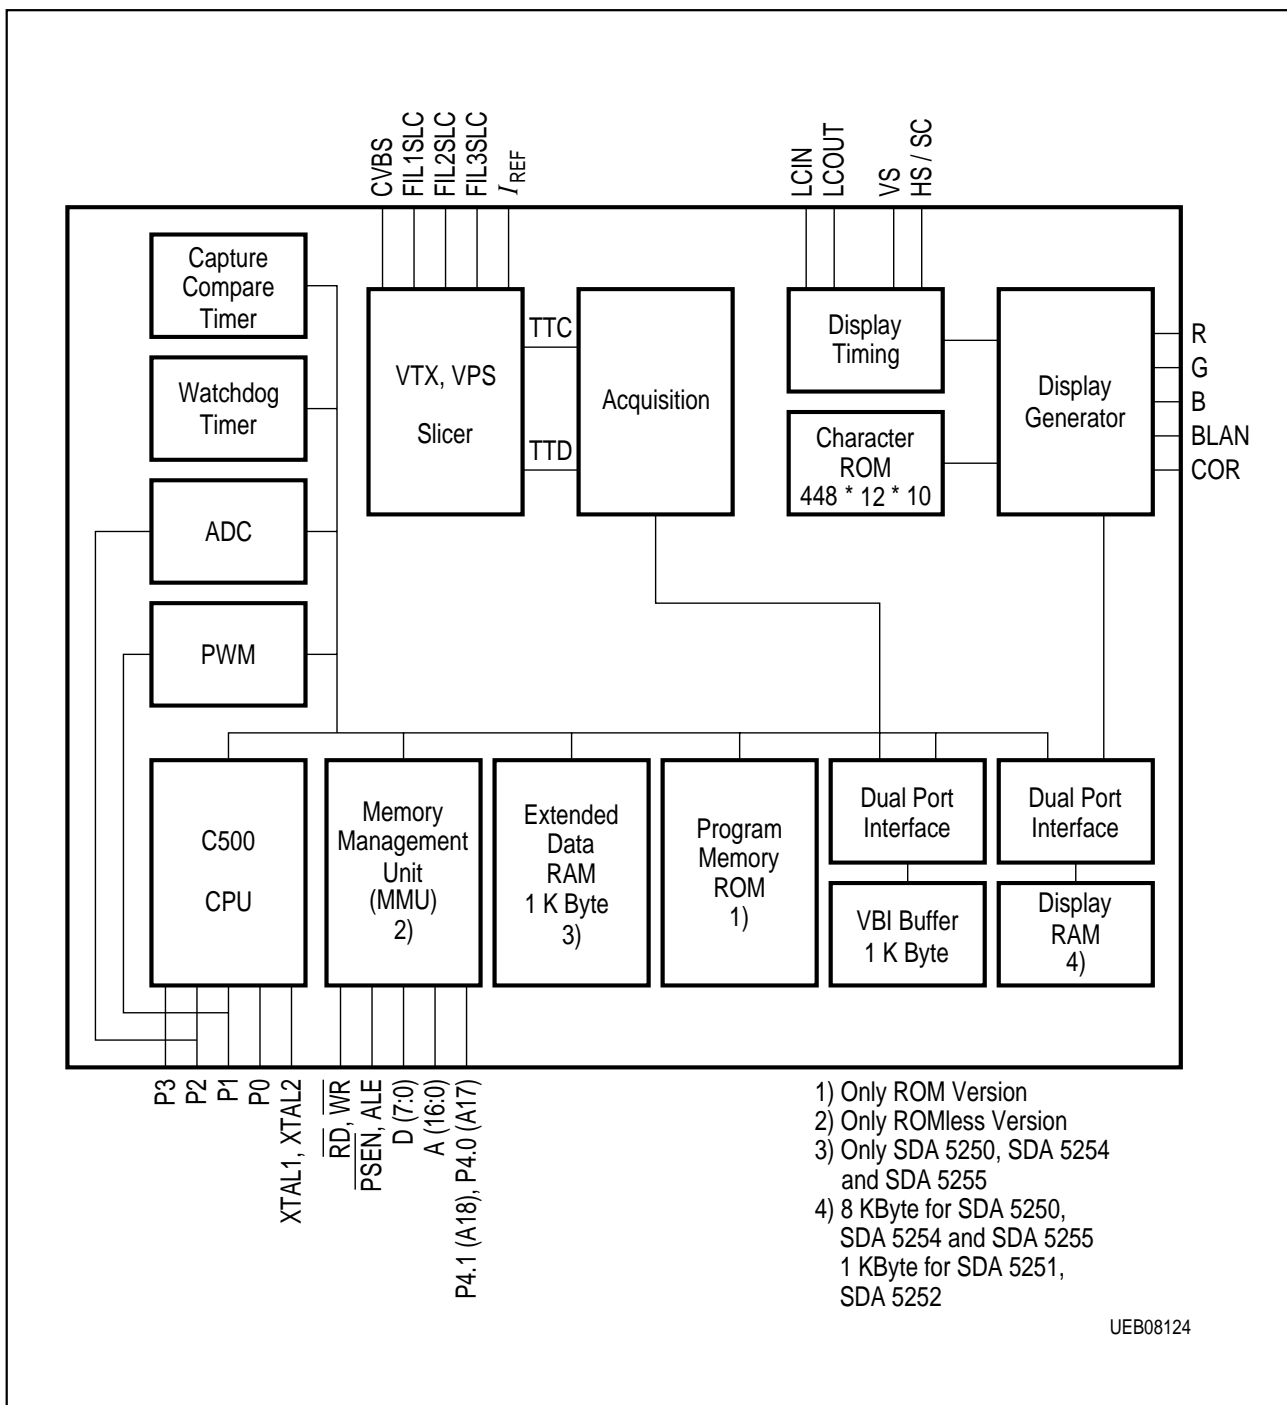 CVBS
FIL1SLC
FIL2SLC
FIL3SLC
I REF
LCIN
LCOUT
VS
HS / SC
Capture
Compare
Timer
Watchdog
Timer
ADC
PWM
VTX, VPS
Slicer
TTC
TTD
Acquisition
Display
Timing
Character
ROM
448 * 12 * 10
Display
Generator
R
G
B
BLAN
COR
C500
CPU
Memory
Management
Unit
(MMU)
2)
Extended
Data
RAM
1 K Byte
3)
Program
Memory
ROM
1)
Dual Port
Interface
VBI Buffer
1 K Byte
Dual Port
Interface
Display
RAM
4)
P3
P2
P1
P0
XTAL1, XTAL2
RD, WR
PSEN, ALE
D (7:0)
A (16:0)
P4.1 (A18), P4.0 (A17)
1) Only ROM Version
2) Only ROMless Version
3) Only SDA 5250, SDA 5254
and SDA 5255
4) 8 KByte for SDA 5250,
SDA 5254 and SDA 5255
1 KByte for SDA 5251,
SDA 5252
UEB08124